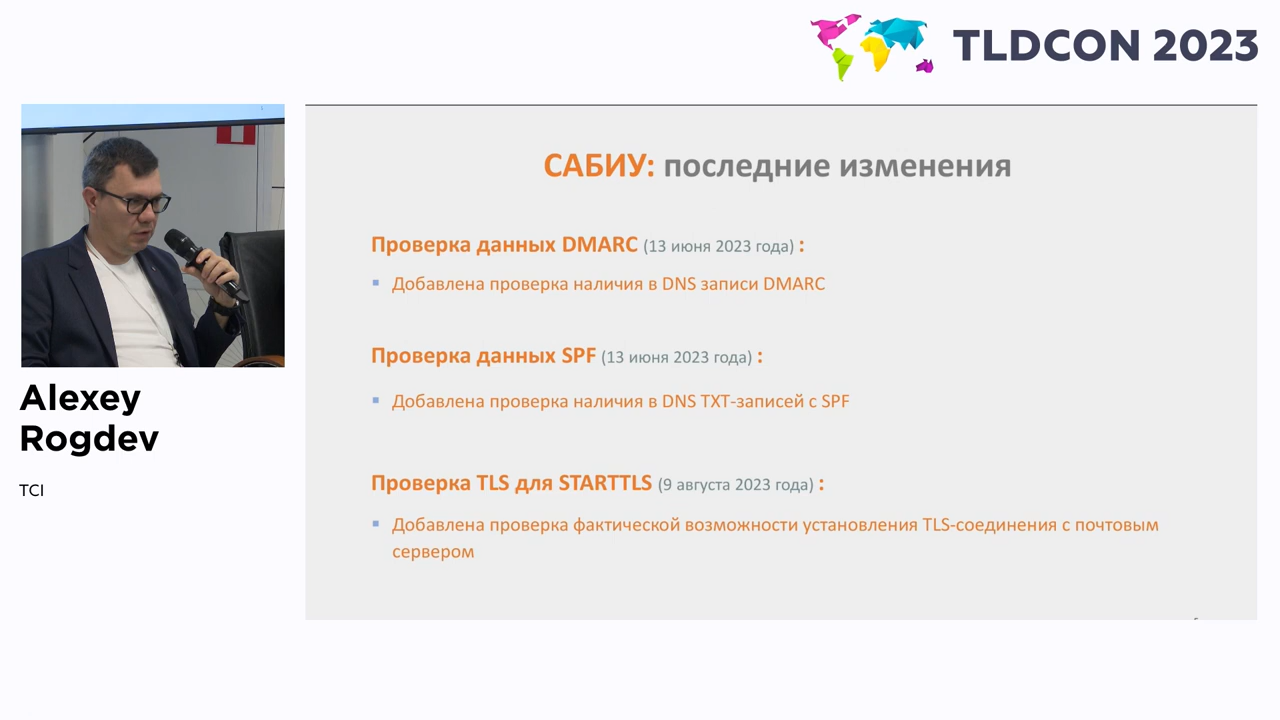 TLDCON 2023
САБИУ: последние изменения
Проверка данных DMARC (13 июня 2023 года) :
▪ Добавлена проверка наличия в DNS записи DMARC
Проверка данных SPF (13 июня 2023 года) :
▪ Добавлена проверка наличия в DNS TXT-записей с SPF
Проверка TLS для STARTTLS (9 августа 2023 года) :
▪ Добавлена проверка фактической возможности установления TLS-соединения с почтовым
сервером
Alexey
Rogdev
TCI